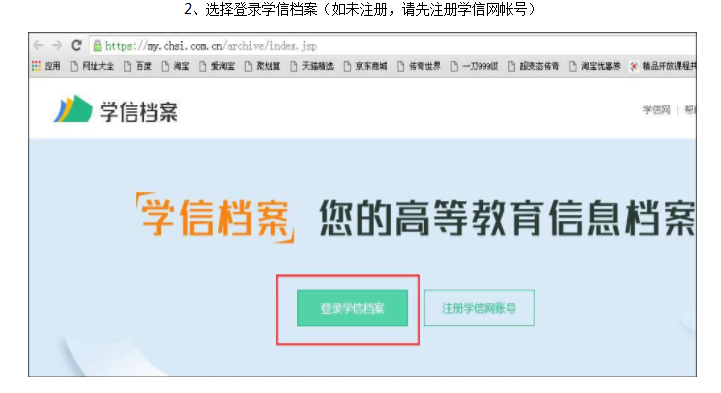 2、选择登录学信档案（如未注册，请先注册学信网帐号）
https://my.chsi.com.cn/archive/index.jsp
应用 网址大全 百度 淘宝 爱淘宝 聚划算 天猫精选 京东商城 传奇世界 一刀999级 超变态传奇 淘宝优惠券 精品开放课程共
学信档案
学信网 | 帮
学信档案 您的高等教育信息档案
登录学信档案 注册学信网账号